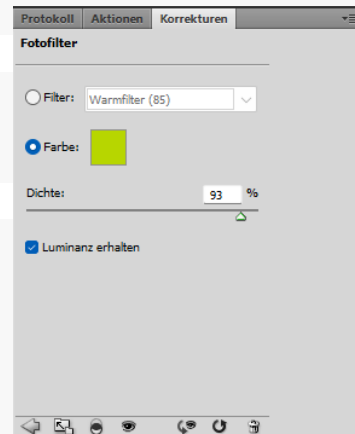 Protokoll Aktionen Korrekturen
Fotofilter
Filter: Warmfilter (85)
Farbe:
Dichte: 93 %
Luminanz erhalten